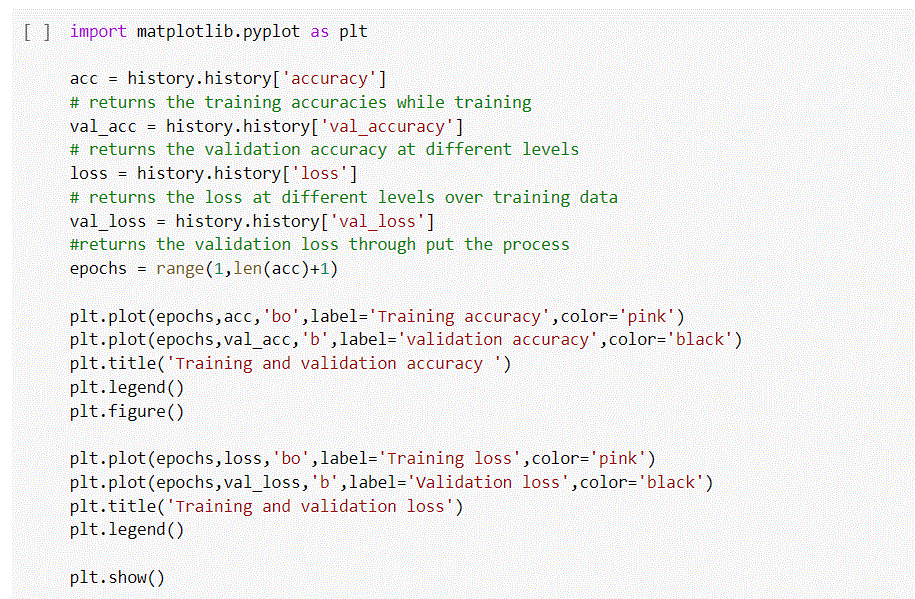 [ ] import matplotlib.pyplot as plt
acc = history.history['accuracy']
# returns the training accuracies while training
val_acc = history.history['val_accuracy']
# returns the validation accuracy at different levels
loss = history.history['loss']
# returns the loss at different levels over training data
val_loss = history.history['val_loss']
#returns the validation loss through put the process
epochs = range(1,len(acc)+1)
plt.plot(epochs,acc,'bo',label='Training accuracy',color='pink')
plt.plot(epochs,val_acc,'b',label='validation accuracy',color='black')
plt.title('Training and validation accuracy ')
plt.legend()
plt.figure()
plt.plot(epochs,loss,'bo',label='Training loss',color='pink')
plt.plot(epochs,val_loss,'b',label='Validation loss',color='black')
plt.title('Training and validation loss')
plt.legend()
plt.show()